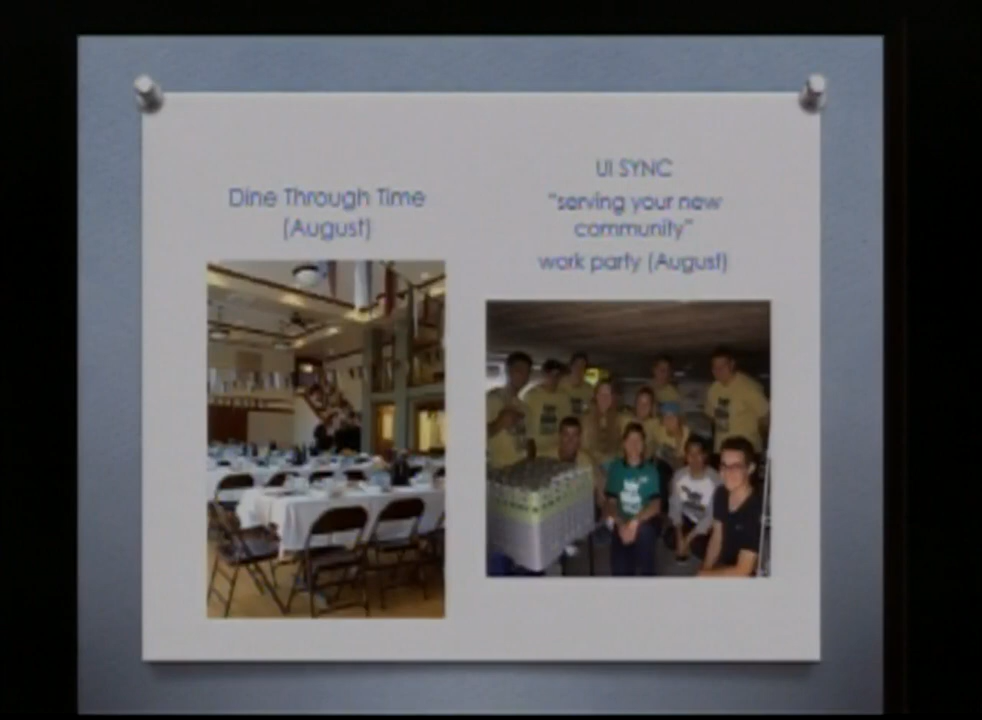 Dine Through Time
(August)
UI SYNC
“serving your new
community”
work party (August)